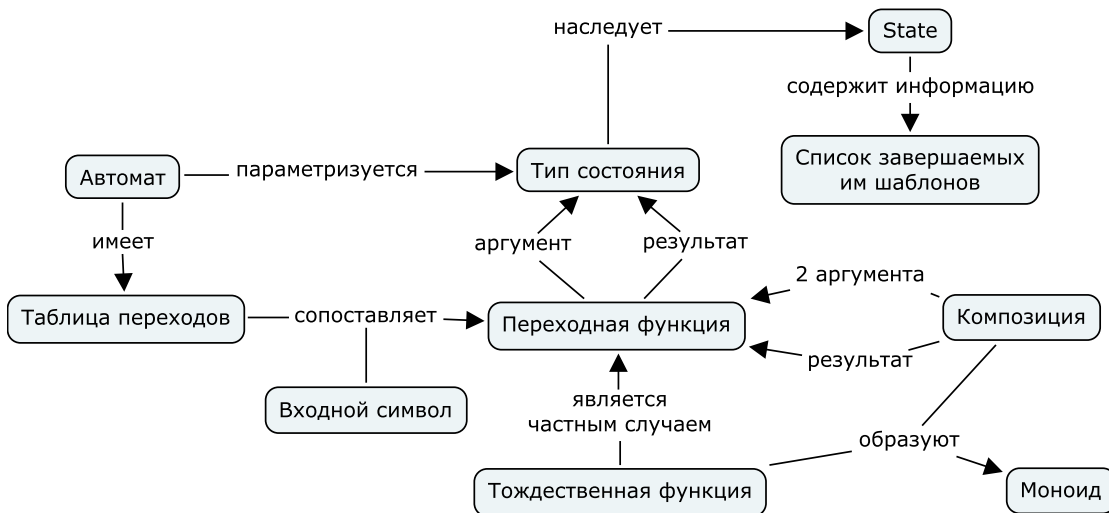 наследует
State
содержит информацию
Автомат
параметризуется
Тип состояния
Список завершаемых
им шаблонов
имеет
аргумент
результат
2 аргумента
Таблица переходов
сопоставляет
Переходная функция
Композиция
результат
Входной символ
является
частным случаем
образуют
Тождественная функция
Моноид